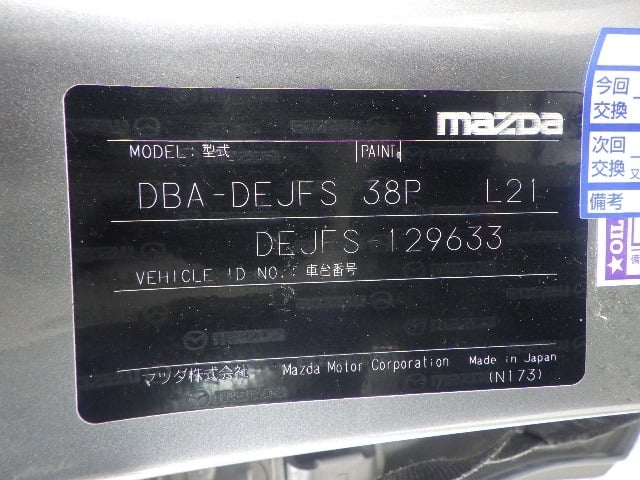 mazda
MODEL: 型式 PAINT
DBA-DEJFS 38P L21
DEJFS-129633
VEHICLE ID NO.: 車台番号
マツダ株式会社 Mazda Motor Corporation Made in Japan
(N173)
今回
交換
次回
交換 又
備考
★OIL
備